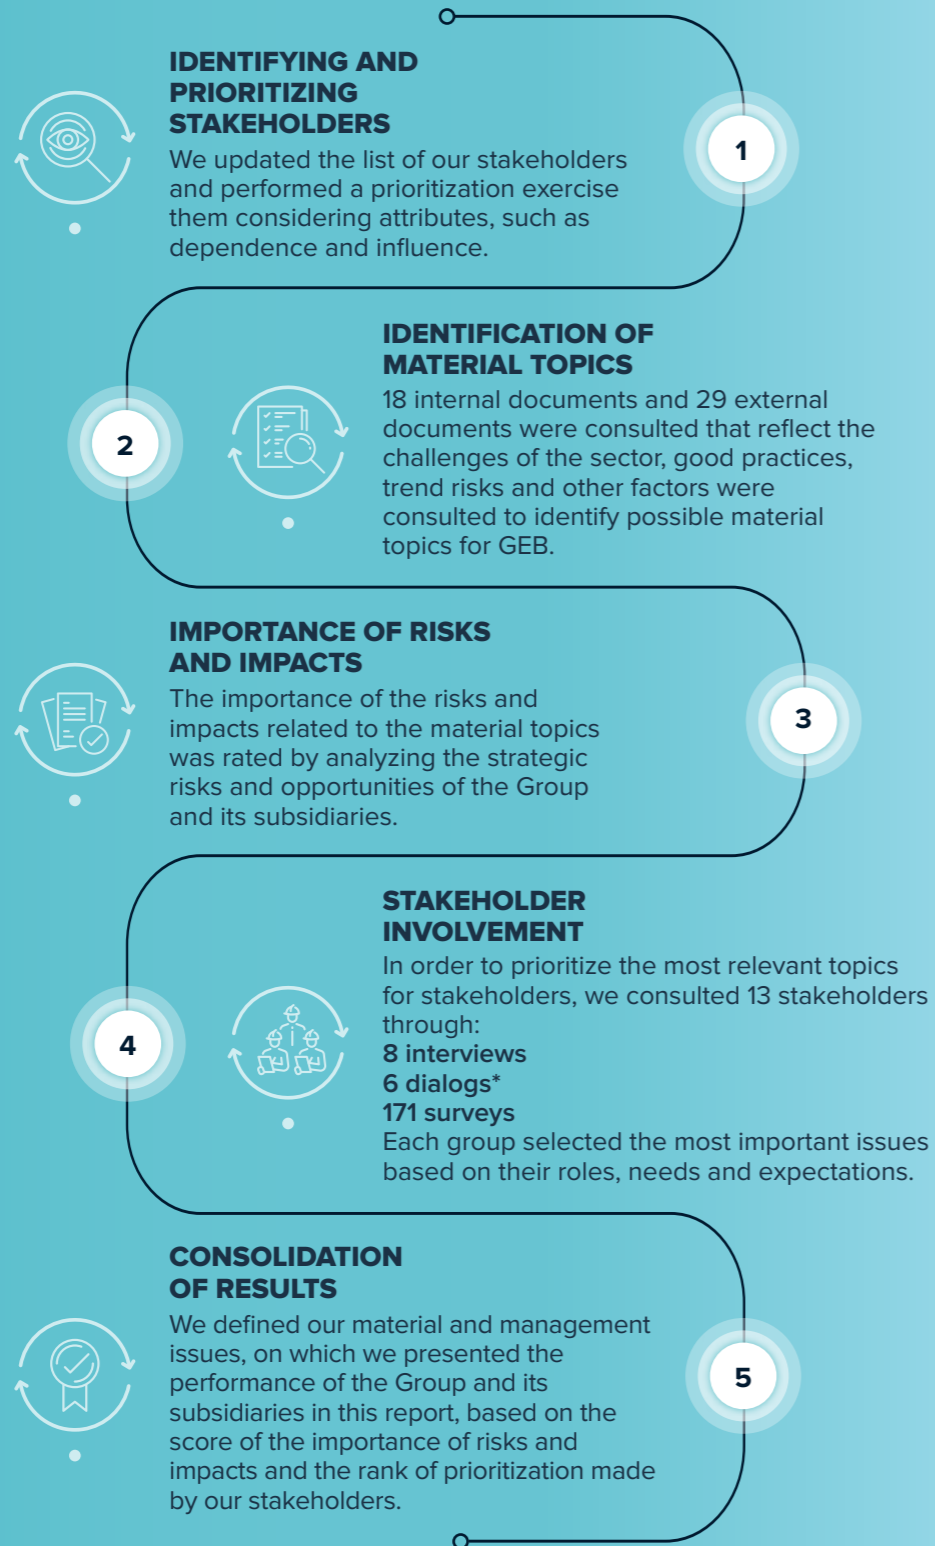 IDENTIFYING AND
PRIORITIZING
STAKEHOLDERS
We updated the list of our stakeholders
and performed a prioritization exercise
them considering attributes, such as
dependence and influence.
1
IDENTIFICATION OF
MATERIAL TOPICS
18 internal documents and 29 external
documents were consulted that reflect the
challenges of the sector, good practices,
trend risks and other factors were
consulted to identify possible material
topics for GEB.
2
IMPORTANCE OF RISKS
AND IMPACTS
The importance of the risks and
impacts related to the material topics
was rated by analyzing the strategic
risks and opportunities of the Group
and its subsidiaries.
3
STAKEHOLDER
INVOLVEMENT
In order to prioritize the most relevant topics
for stakeholders, we consulted 13 stakeholders
through:
8 interviews
6 dialogs*
171 surveys
Each group selected the most important issues
based on their roles, needs and expectations.
4
CONSOLIDATION
OF RESULTS
We defined our material and management
issues, on which we presented the
performance of the Group and its
subsidiaries in this report, based on the
score of the importance of risks and
impacts and the rank of prioritization made
by our stakeholders.
5